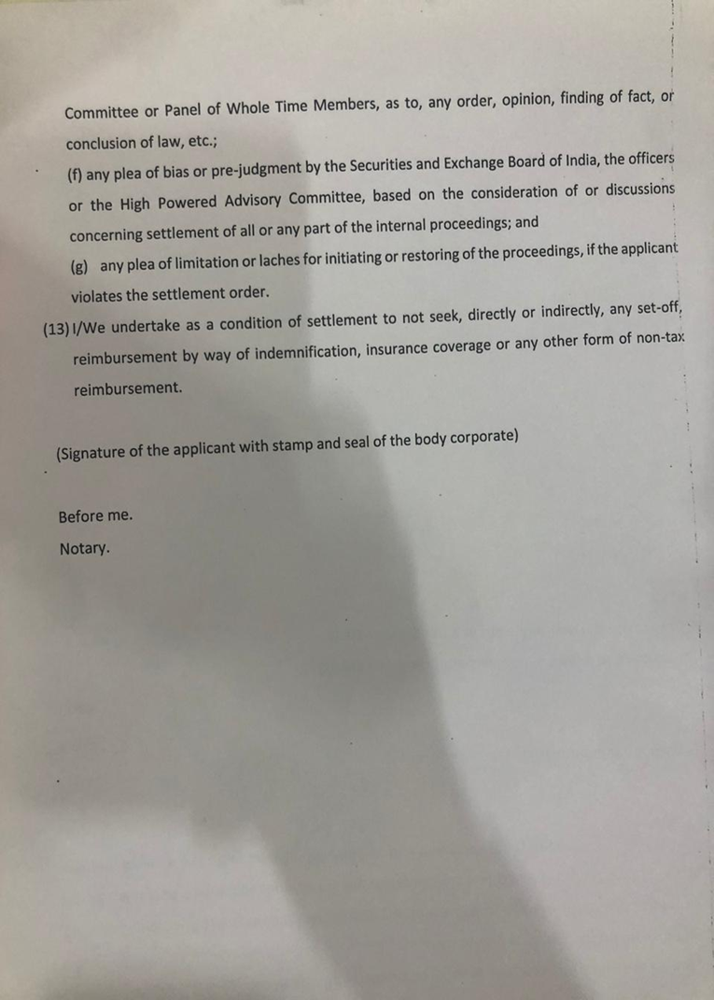 Committee or Panel of Whole Time Members, as to, any order, opinion, finding of fact, or
conclusion of law, etc.;
(f) any plea of bias or pre-judgment by the Securities and Exchange Board of India, the officers
or the High Powered Advisory Committee, based on the consideration of or discussions
concerning settlement of all or any part of the internal proceedings; and
(g) any plea of limitation or laches for initiating or restoring of the proceedings, if the applicant
violates the settlement order.
(13) I/We undertake as a condition of settlement to not seek, directly or indirectly, any set-off,
reimbursement by way of indemnification, insurance coverage or any other form of non-tax
reimbursement.
(Signature of the applicant with stamp and seal of the body corporate)
Before me.
Notary.